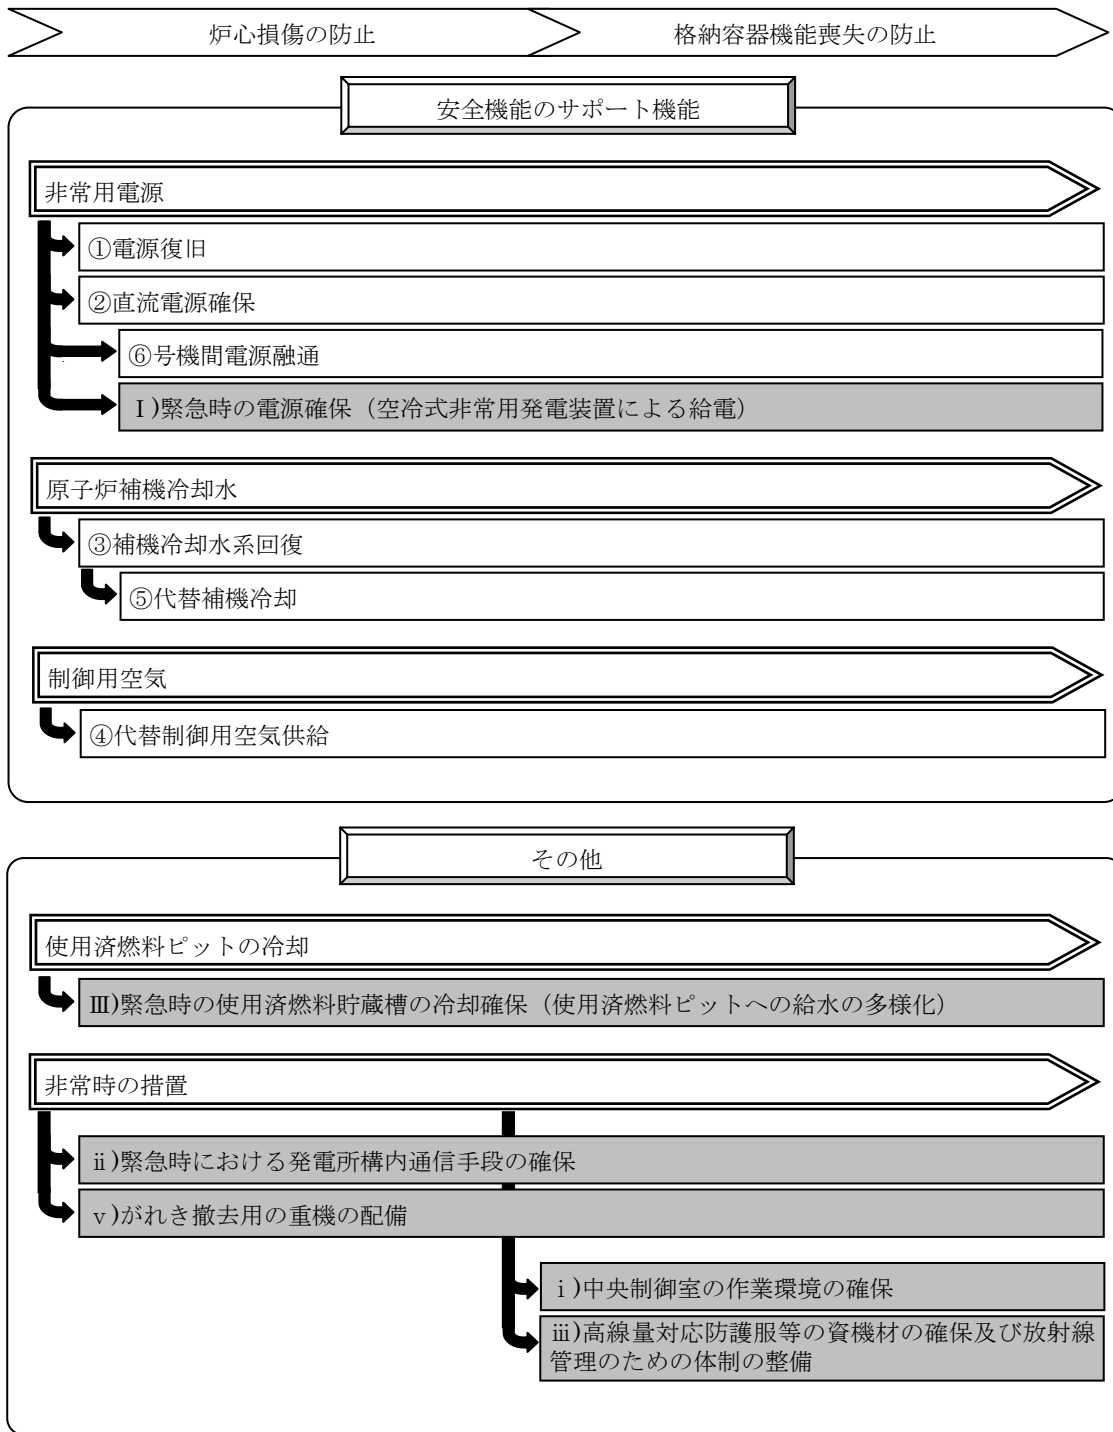 炉心損傷の防止
格納容器機能喪失の防止
安全機能のサポート機能
非常用電源
①電源復旧
②直流電源確保
⑥号機間電源融通
Ⅰ)緊急時の電源確保（空冷式非常用発電装置による給電）
原子炉補機冷却水
③補機冷却水系回復
⑤代替補機冷却
制御用空気
④代替制御用空気供給
その他
使用済燃料ピットの冷却
Ⅲ)緊急時の使用済燃料貯蔵槽の冷却確保（使用済燃料ピットへの給水の多様化）
非常時の措置
ⅱ)緊急時における発電所構内通信手段の確保
ⅴ)がれき撤去用の重機の配備
ⅰ)中央制御室の作業環境の確保
ⅲ)高線量対応防護服等の資機材の確保及び放射線
管理のための体制の整備